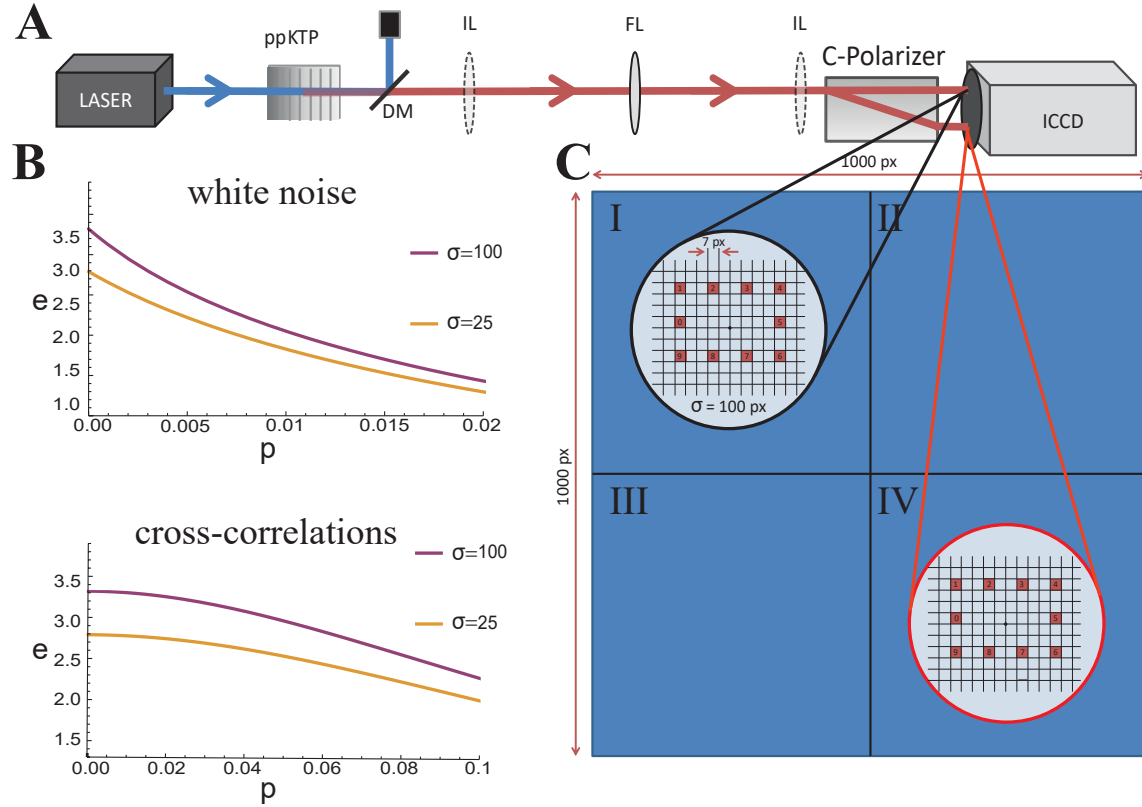 A
LASER
ppKTP
DM
IL
FL
IL
C-Polarizer
ICCD
B
white noise
e
3.5
3.0
2.5
2.0
1.5
1.0
σ=100
σ=25
0.00
0.005
0.010
0.015
0.02
p
cross-correlations
e
3.5
3.0
2.5
2.0
1.5
σ=100
σ=25
0.00
0.02
0.04
0.06
0.08
0.1
p
C
1000 px
1000 px
I
7 px
1 2 3 4
0 5
9 8 7 6
σ = 100 px
II
III
IV
1 2 3 4
0 5
9 8 7 6